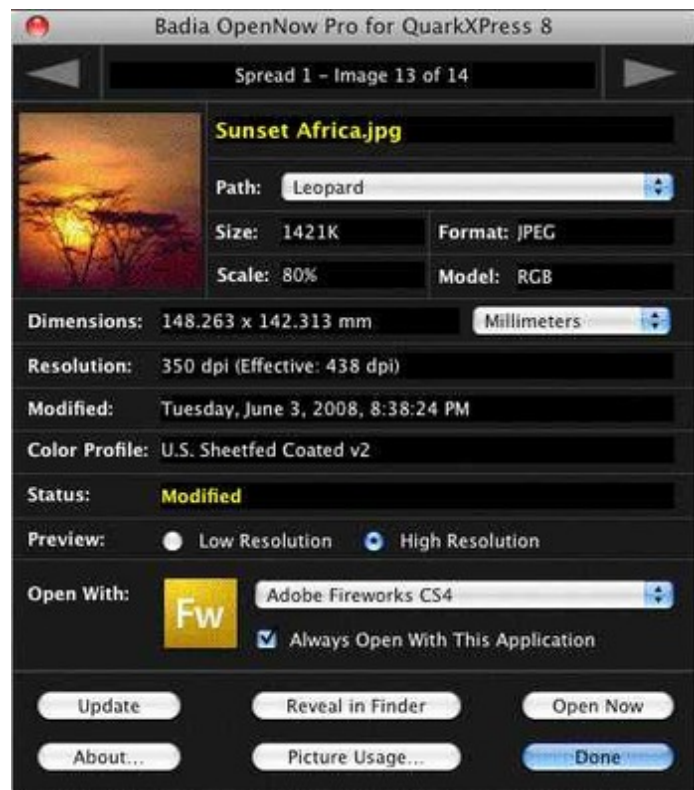 Badia OpenNow Pro for QuarkXPress 8
Spread 1 - Image 13 of 14
Sunset Africa.jpg
Path: Leopard
Size: 1421K Format: JPEG
Scale: 80% Model: RGB
Dimensions: 148.263 x 142.313 mm Millimeters
Resolution: 350 dpi (Effective: 438 dpi)
Modified: Tuesday, June 3, 2008, 8:38:24 PM
Color Profile: U.S. Sheetfed Coated v2
Status: Modified
Preview: Low Resolution High Resolution
Open With: Fw Adobe Fireworks CS4
Always Open With This Application
Update Reveal in Finder Open Now
About... Picture Usage... Done